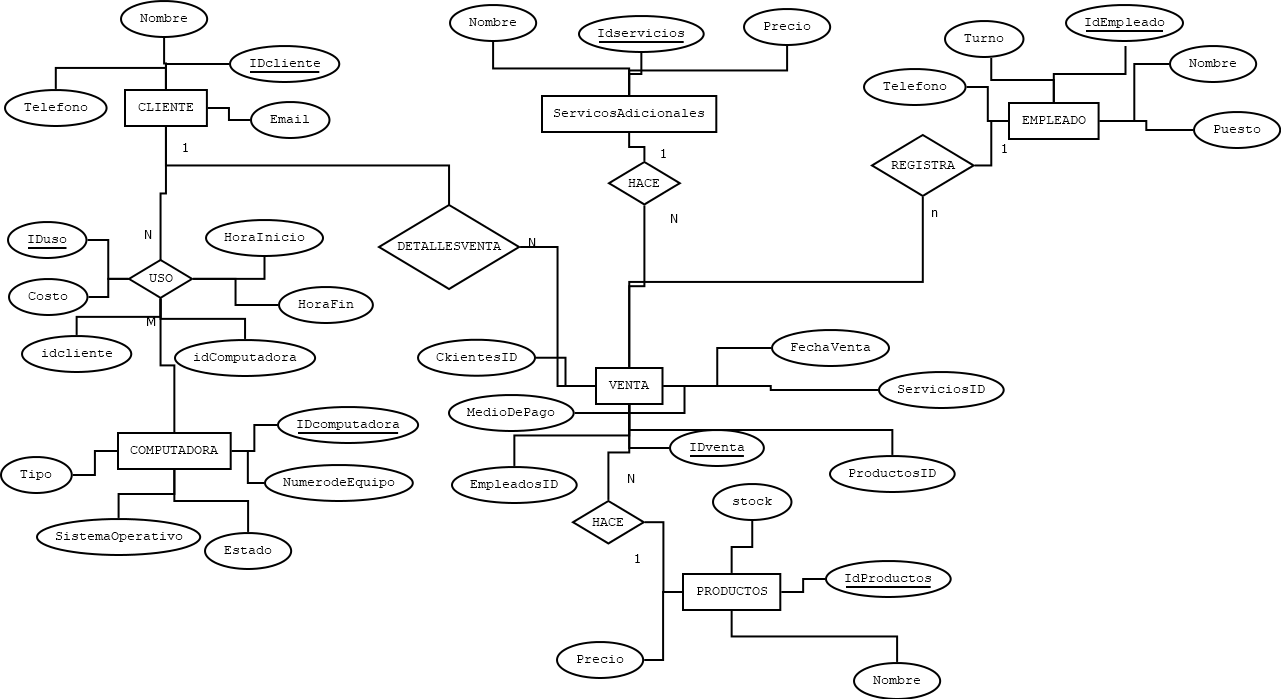 Nombre
IDcliente
Telefono
CLIENTE
Email
1
Nombre
Idservicios
Precio
ServicosAdicionales
1
HACE
N
Turno
IdEmpleado
Nombre
Telefono
EMPLEADO
Puesto
REGISTRA
1
n
N
IDuso
HoraInicio
USO
Costo
HoraFin
M
idcliente
idComputadora
DETALLESVENTA
N
CkientesID
FechaVenta
VENTA
ServiciosID
MedioDePago
IDventa
EmpleadosID
ProductosID
IDcomputadora
COMPUTADORA
Tipo
NumerodeEquipo
SistemaOperativo
Estado
N
HACE
1
stock
IdProductos
PRODUCTOS
Precio
Nombre